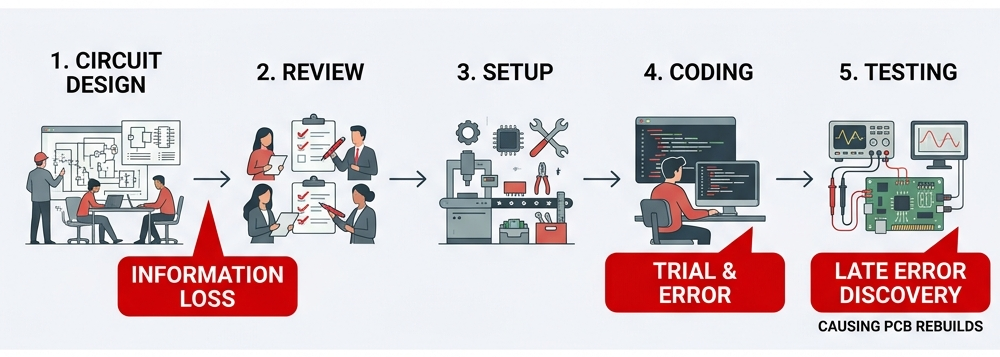 1. CIRCUIT
DESIGN
2. REVIEW
3. SETUP
4. CODING
5. TESTING
INFORMATION
LOSS
TRIAL &
ERROR
LATE ERROR
DISCOVERY
CAUSING PCB REBUILDS